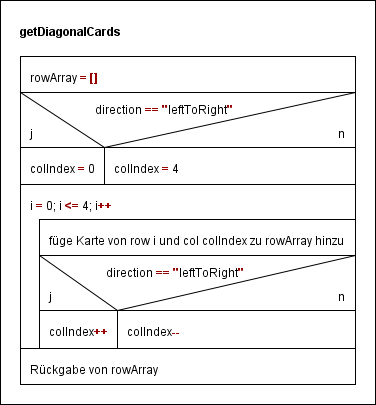 getDiagonalCards
rowArray = []
direction == "leftToRight"
j n
colIndex = 0 colIndex = 4
i = 0; i <= 4; i++
füge Karte von row i und col colIndex zu rowArray hinzu
direction == "leftToRight"
j n
colIndex++ colIndex--
Rückgabe von rowArray